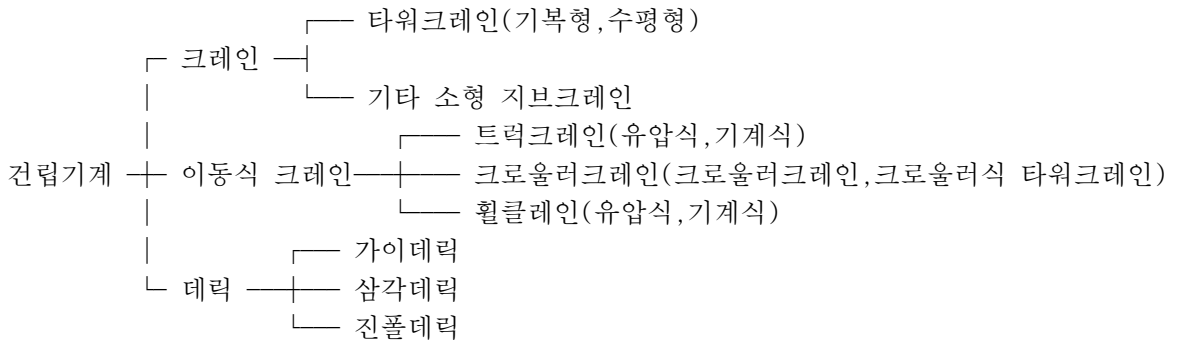 타워크레인(기복형,수평형)
크레인
기타 소형 지브크레인
트럭크레인(유압식,기계식)
건립기계 이동식 크레인 크로울러크레인(크로울러크레인,크로울러식 타워크레인)
휠클레인(유압식,기계식)
가이데릭
데릭 삼각데릭
진폴데릭